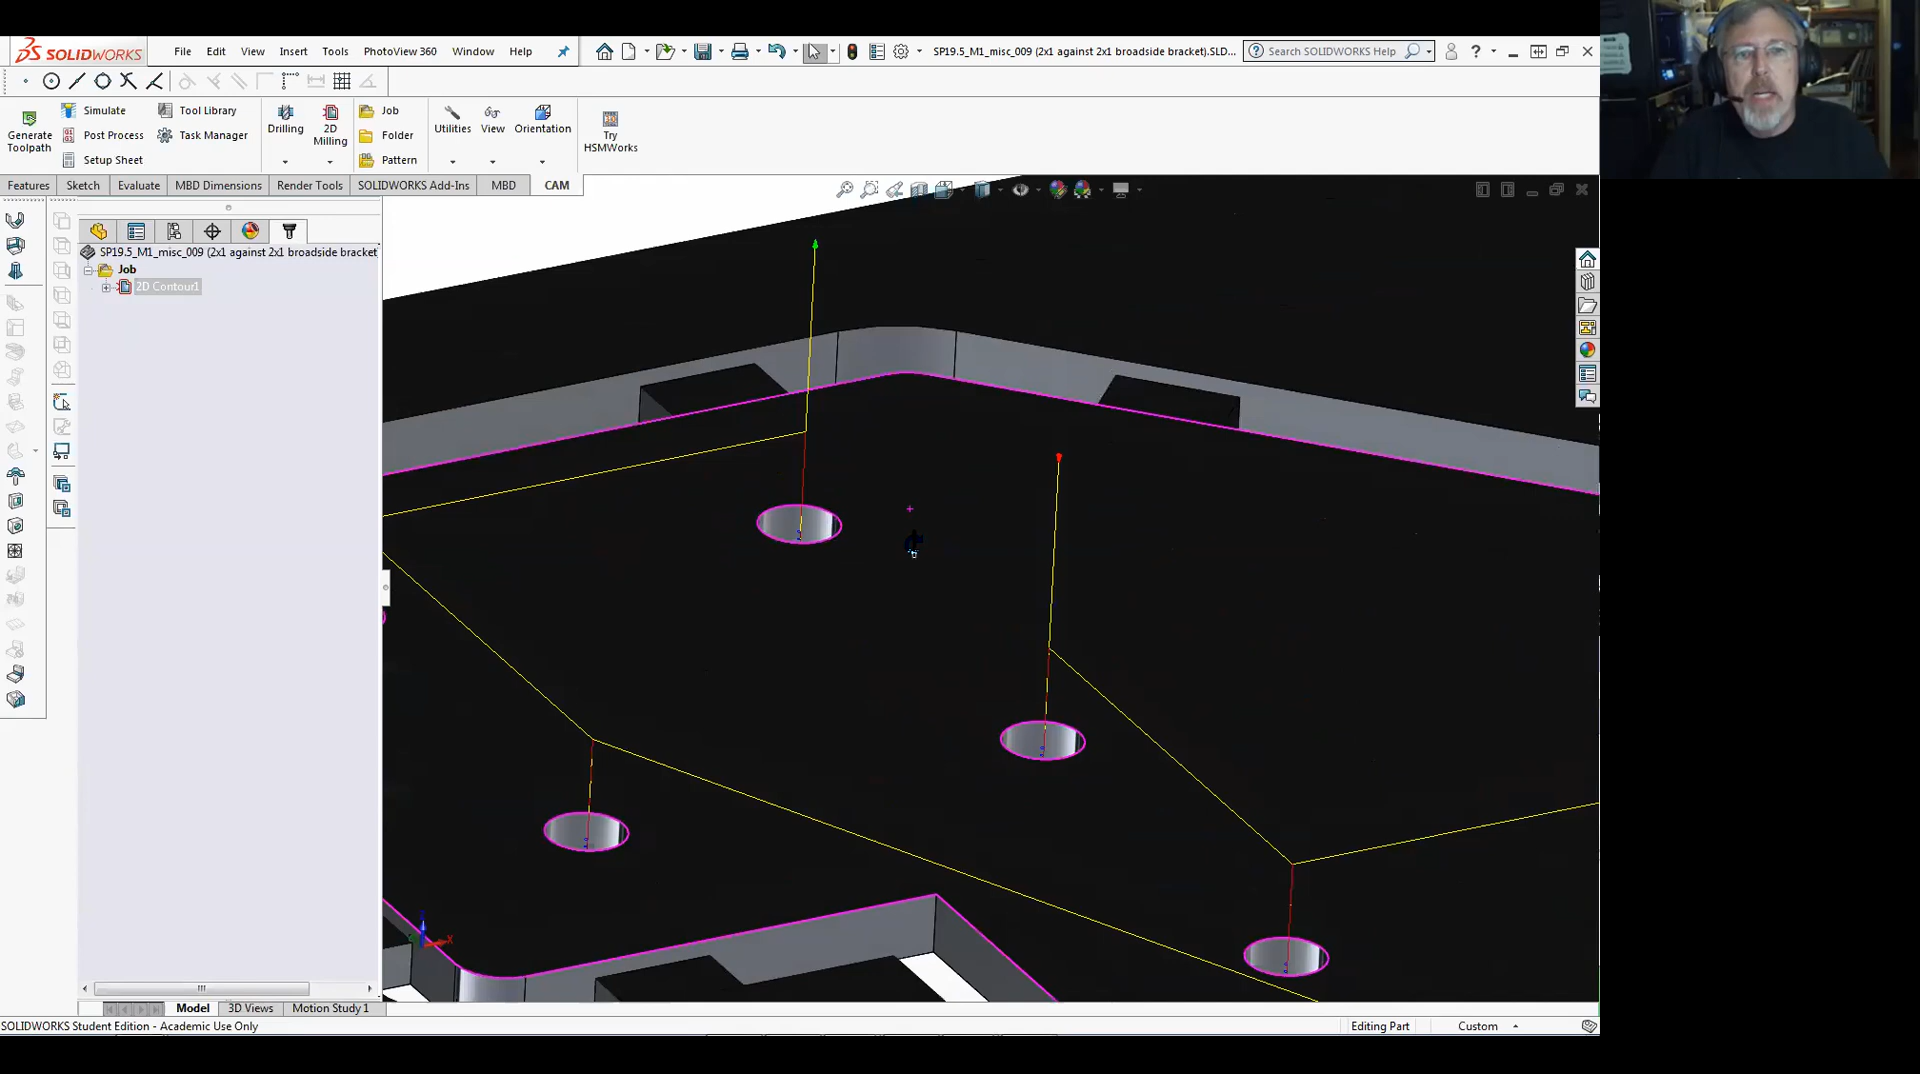 SOLIDWORKS File Edit View Insert Tools PhotoView 360 Window Help SP19.5_M1_misc_009 (2x1 against 2x1 broadside bracket).SLD... Search SOLIDWORKS Help ?
Generate Toolpath
Simulate
Post Process
Setup Sheet
Tool Library
Task Manager
Drilling
2D Milling
Job
Folder
Pattern
Utilities
View
Orientation
Try HSMWorks
Features Sketch Evaluate MBD Dimensions Render Tools SOLIDWORKS Add-Ins MBD CAM
SP19.5_M1_misc_009 (2x1 against 2x1 broadside bracket
Job
2D Contour1
X
Model 3D Views Motion Study 1
SOLIDWORKS Student Edition - Academic Use Only Editing Part Custom